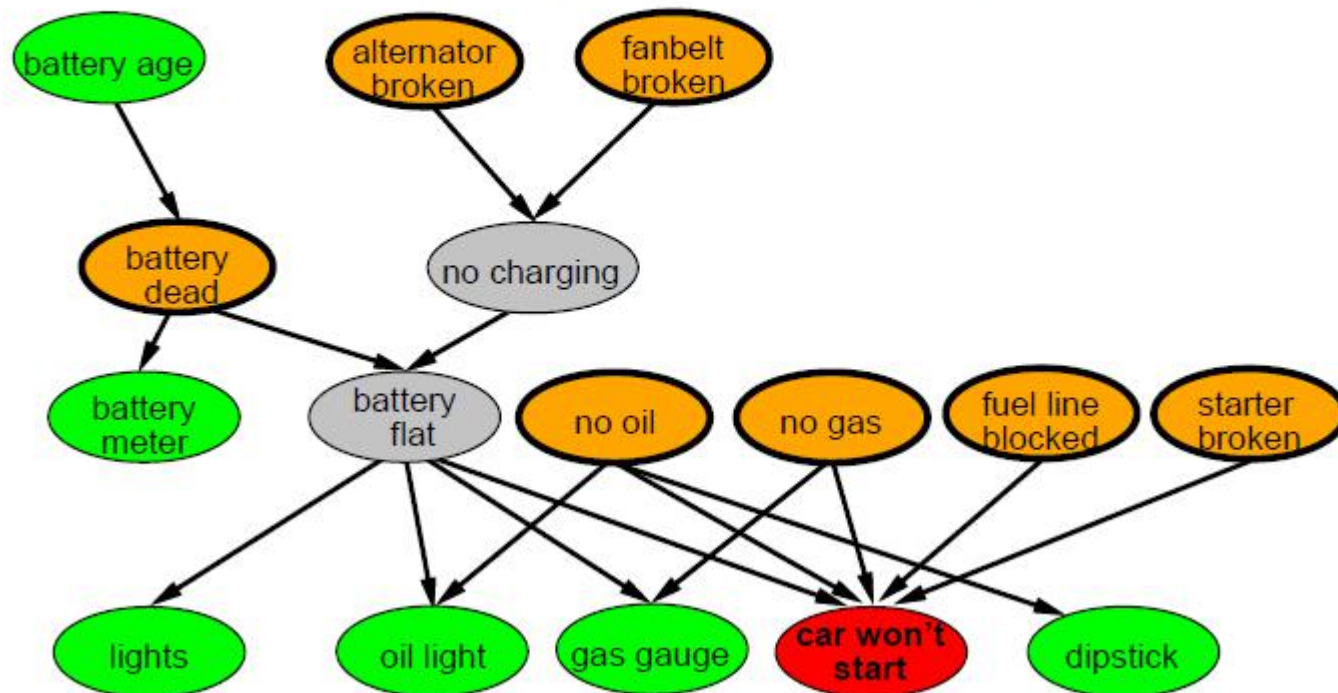 battery age
alternator
broken
fanbelt
broken
battery
dead
no charging
battery
meter
battery
flat
no oil
no gas
fuel line
blocked
starter
broken
lights
oil light
gas gauge
car won't
start
dipstick